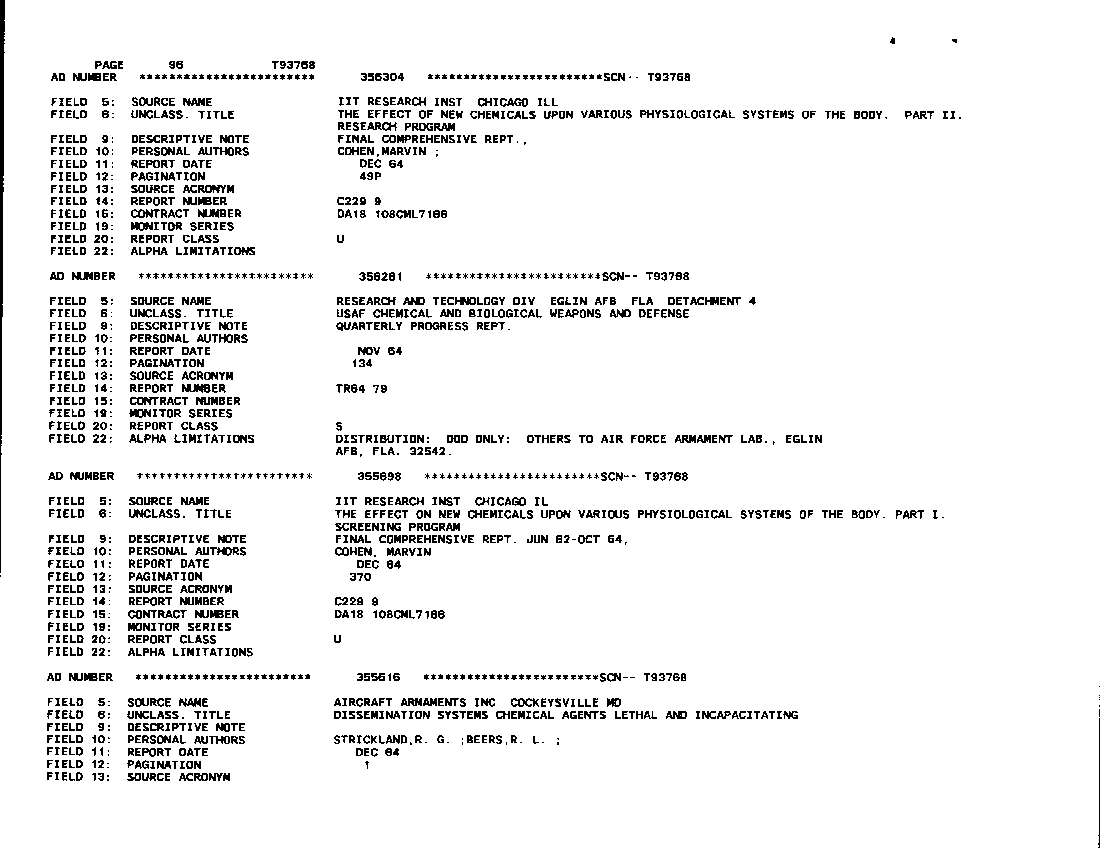 PAGE 96 T93768
AD NUMBER ************************ 356304 ************************SCN-- T93768
FIELD 5: SOURCE NAME IIT RESEARCH INST CHICAGO ILL
FIELD 6: UNCLASS. TITLE THE EFFECT OF NEW CHEMICALS UPON VARIOUS PHYSIOLOGICAL SYSTEMS OF THE BODY. PART II.
RESEARCH PROGRAM
FIELD 9: DESCRIPTIVE NOTE FINAL COMPREHENSIVE REPT.,
FIELD 10: PERSONAL AUTHORS COHEN,MARVIN ;
FIELD 11: REPORT DATE DEC 64
FIELD 12: PAGINATION 49P
FIELD 13: SOURCE ACRONYM
FIELD 14: REPORT NUMBER C229 9
FIELD 15: CONTRACT NUMBER DA18 108CML7186
FIELD 19: MONITOR SERIES
FIELD 20: REPORT CLASS U
FIELD 22: ALPHA LIMITATIONS
AD NUMBER ************************ 356281 ************************SCN-- T93768
FIELD 5: SOURCE NAME RESEARCH AND TECHNOLOGY DIV EGLIN AFB FLA DETACHMENT 4
FIELD 6: UNCLASS. TITLE USAF CHEMICAL AND BIOLOGICAL WEAPONS AND DEFENSE
FIELD 9: DESCRIPTIVE NOTE QUARTERLY PROGRESS REPT.
FIELD 10: PERSONAL AUTHORS
FIELD 11: REPORT DATE NOV 64
FIELD 12: PAGINATION 134
FIELD 13: SOURCE ACRONYM
FIELD 14: REPORT NUMBER TR64 79
FIELD 15: CONTRACT NUMBER
FIELD 19: MONITOR SERIES
FIELD 20: REPORT CLASS S
FIELD 22: ALPHA LIMITATIONS DISTRIBUTION: DOD ONLY: OTHERS TO AIR FORCE ARMAMENT LAB., EGLIN
AFB, FLA. 32542.
AD NUMBER ************************ 355698 ************************SCN-- T93768
FIELD 5: SOURCE NAME IIT RESEARCH INST CHICAGO IL
FIELD 6: UNCLASS. TITLE THE EFFECT ON NEW CHEMICALS UPON VARIOUS PHYSIOLOGICAL SYSTEMS OF THE BODY. PART I.
SCREENING PROGRAM
FIELD 9: DESCRIPTIVE NOTE FINAL COMPREHENSIVE REPT. JUN 62-OCT 64,
FIELD 10: PERSONAL AUTHORS COHEN, MARVIN
FIELD 11: REPORT DATE DEC 64
FIELD 12: PAGINATION 370
FIELD 13: SOURCE ACRONYM
FIELD 14: REPORT NUMBER C229 9
FIELD 15: CONTRACT NUMBER DA18 108CML7186
FIELD 19: MONITOR SERIES
FIELD 20: REPORT CLASS U
FIELD 22: ALPHA LIMITATIONS
AD NUMBER ************************ 355616 ************************SCN-- T93768
FIELD 5: SOURCE NAME AIRCRAFT ARMAMENTS INC COCKEYSVILLE MD
FIELD 6: UNCLASS. TITLE DISSEMINATION SYSTEMS CHEMICAL AGENTS LETHAL AND INCAPACITATING
FIELD 9: DESCRIPTIVE NOTE
FIELD 10: PERSONAL AUTHORS STRICKLAND,R. G. ;BEERS,R. L. ;
FIELD 11: REPORT DATE DEC 64
FIELD 12: PAGINATION 1
FIELD 13: SOURCE ACRONYM